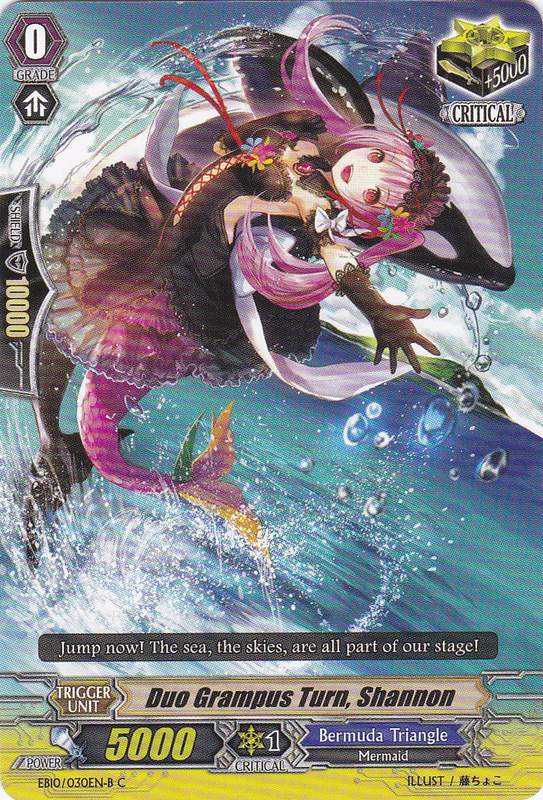 0
GRADE
+5000
CRITICAL
SHIELD
10000
Jump now! The sea, the skies, are all part of our stage!
TRIGGER
UNIT
Duo Grampus Turn, Shannon
POWER
5000
1
CRITICAL
Bermuda Triangle
Mermaid
EB10/030EN-B C
ILLUST / 藤ちょこ